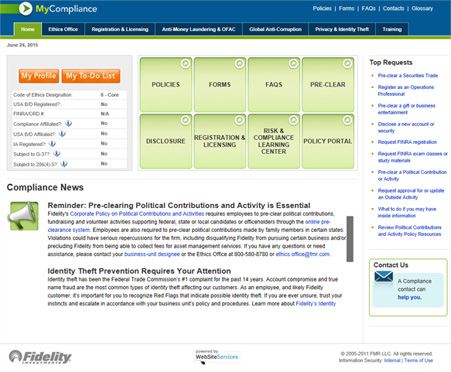 MyCompliance
Policies | Forms | FAQs | Contacts | Glossary
Home Ethics Office Registration & Licensing Anti-Money Laundering & OFAC Global Anti-Corruption Privacy & Identity Theft Training
June 24, 2015
My Profile My To-Do List
Code of Ethics Designation: 6 - Core
USA B/D Registered?: No
FINRA/CRD #: N/A
Compliance Affiliated?: No
USA B/D Affiliated?: No
IA Registered?: No
Subject to G-37?: No
Subject to 206(4)-5?: No
POLICIES FORMS FAQS PRE-CLEAR
DISCLOSURE
REGISTRATION &
LICENSING
RISK &
COMPLIANCE
LEARNING
CENTER
POLICY PORTAL
Top Requests
Pre-clear a Securities Trade
Register as an Operations
Professional
Pre-clear a gift or business
entertainment
Disclose a new account or
security
Request FINRA registration
Request FINRA exam classes or
study materials
Pre-clear a Political Contribution
or Activity
Request approval for or update
an Outside Activity
What to do if you may have
inside information
Review Political Contributions
and Activity Policy Resources
Compliance News
Reminder: Pre-clearing Political Contributions and Activity is Essential
Fidelity's Corporate Policy on Political Contributions and Activities requires employees to pre-clear political contributions,
fundraising and volunteer activities supporting federal, state or local candidates or officeholders through the online pre-
clearance system. Employees are also required to pre-clear political contributions made by family members in certain states.
Violations could have serious repercussions for the firm, including disqualifying Fidelity from pursuing certain business and/or
precluding Fidelity from being able to collect fees for asset management services. If you have any questions or need
assistance, please contact your business-unit designee or the Ethics Office at 800-580-8780 or ethics.office@fmr.com.
Identity Theft Prevention Requires Your Attention
Identity theft has been the Federal Trade Commission's #1 complaint for the past 14 years. Account compromise and true
name fraud are the most common types of identity theft affecting our customers. As an employee, and likely Fidelity
customer, it's important for you to recognize Red Flags that indicate possible identity theft. If you are ever unsure, trust your
instincts and escalate in accordance with your business unit's policy and procedures. Learn more about Fidelity's Identity
Contact Us
A Compliance
contact can
help you.
Fidelity
INVESTMENTS
powered by
WebSiteServices
© 2005-2011 FMR LLC. All rights reserved.
Information Security: Internal | Terms of Use